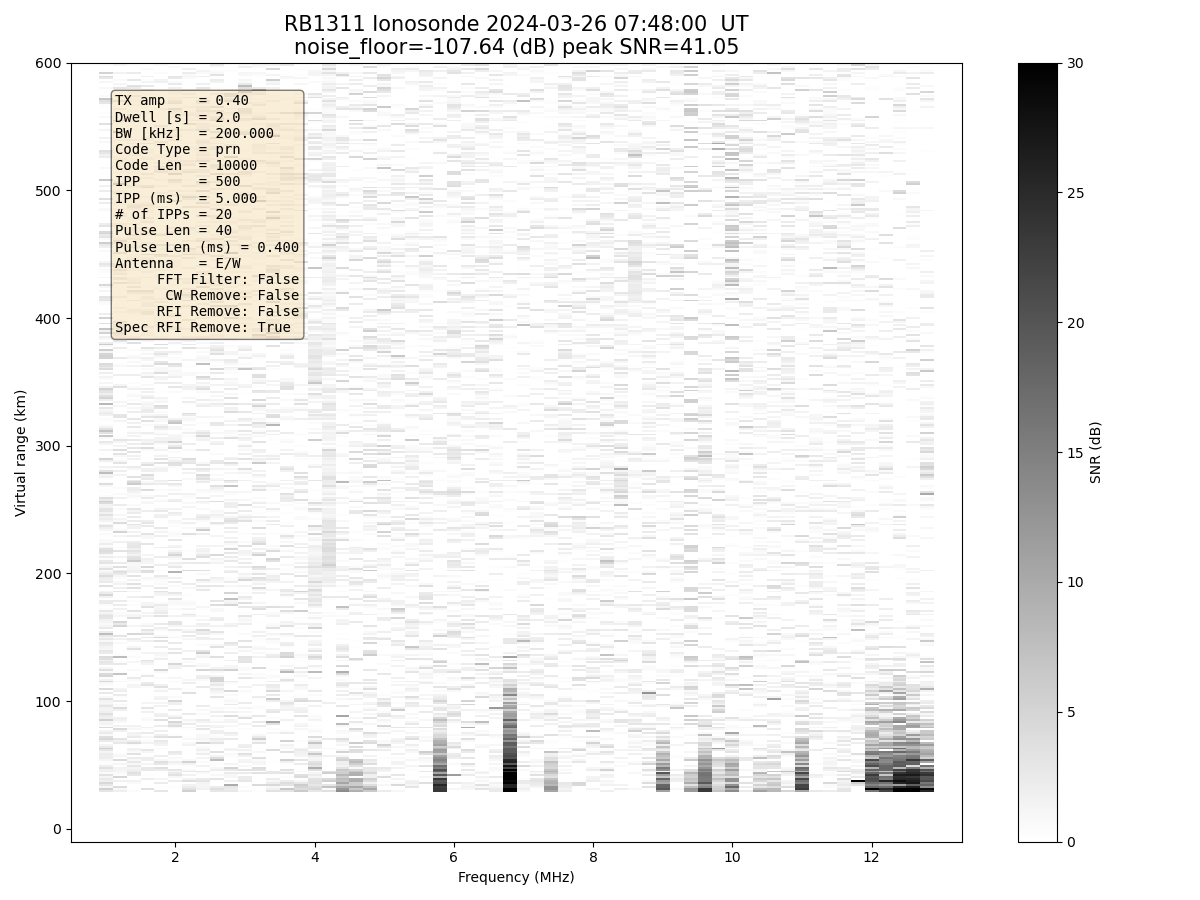 RB1311 Ionosonde 2024-03-26 07:48:00  UT
noise_floor=-107.64 (dB) peak SNR=41.05
TX amp    = 0.40
Dwell [s] = 2.0
BW [kHz]  = 200.000
Code Type = prn
Code Len  = 10000
IPP       = 500
IPP (ms)  = 5.000
# of IPPs = 20
Pulse Len = 40
Pulse Len (ms) = 0.400
Antenna   = E/W
FFT Filter: False
CW Remove: False
RFI Remove: False
Spec RFI Remove: True
600
500
400
300
200
100
0
Virtual range (km)
2
4
6
8
10
12
Frequency (MHz)
30
25
20
15
10
5
0
SNR (dB)